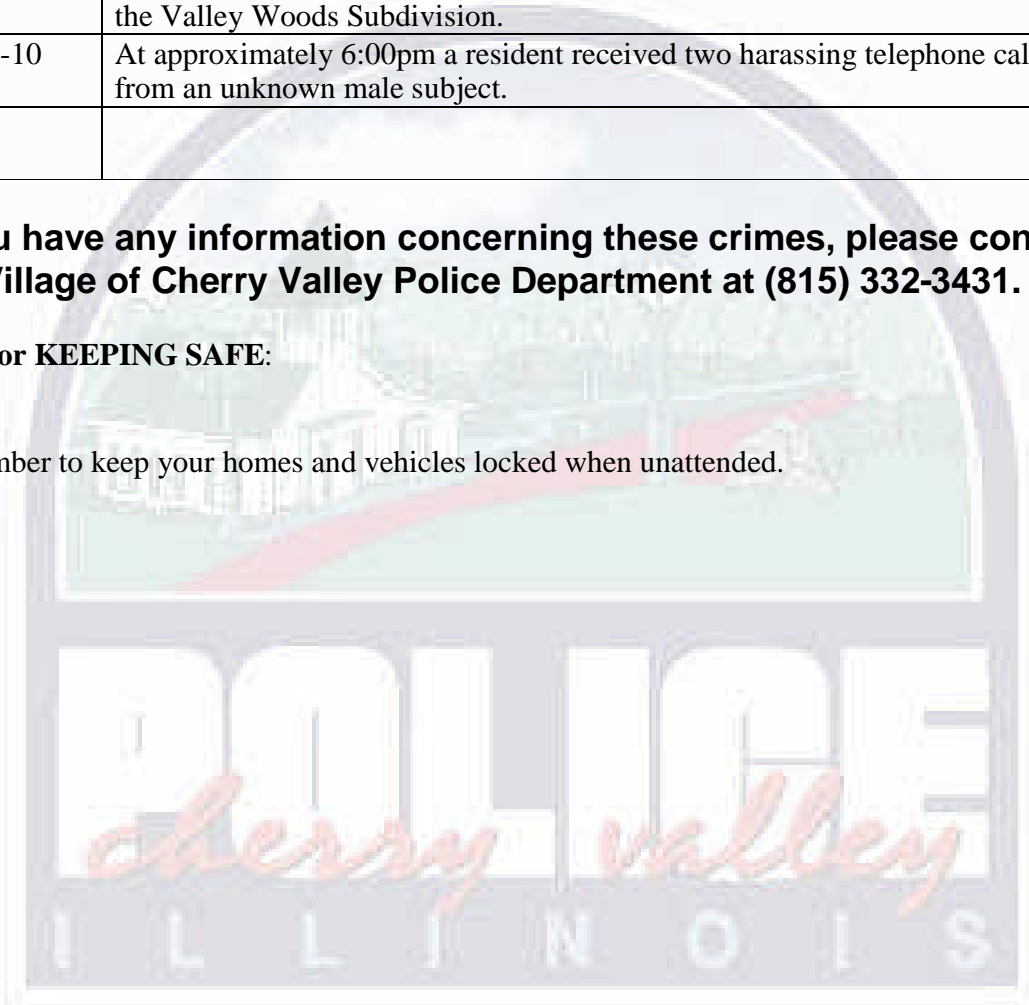 the Valley Woods Subdivision.
-10 At approximately 6:00pm a resident received two harassing telephone cal
from an unknown male subject.
u have any information concerning these crimes, please con
Village of Cherry Valley Police Department at (815) 332-3431.
or KEEPING SAFE:
mber to keep your homes and vehicles locked when unattended.
POLICE
cherry valley
ILLINOIS